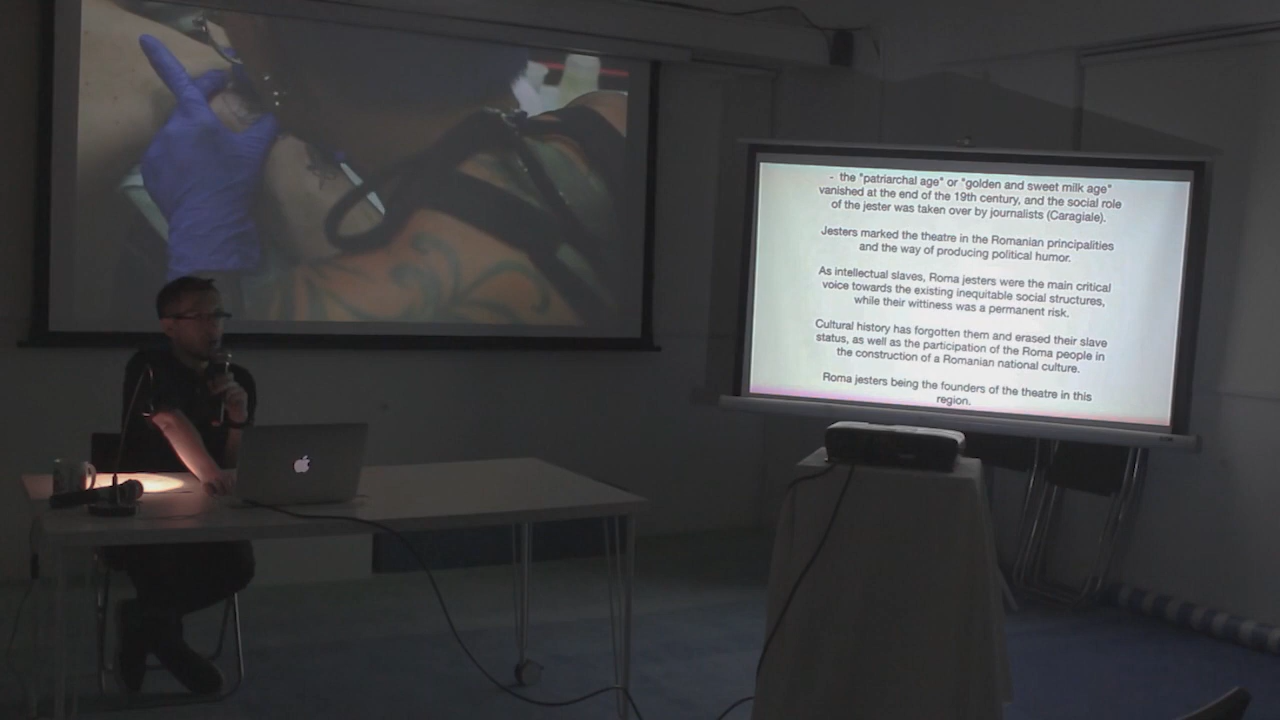 - the "patriarchal age" or "golden and sweet milk age"
vanished at the end of the 19th century, and the social role
of the jester was taken over by journalists (Caragiale).
Jesters marked the theatre in the Romanian principalities
and the way of producing political humor.
As intellectual slaves, Roma jesters were the main critical
voice towards the existing inequitable social structures,
while their wittiness was a permanent risk.
Cultural history has forgotten them and erased their slave
status, as well as the participation of the Roma people in
the construction of a Romanian national culture.
Roma jesters being the founders of the theatre in this
region.